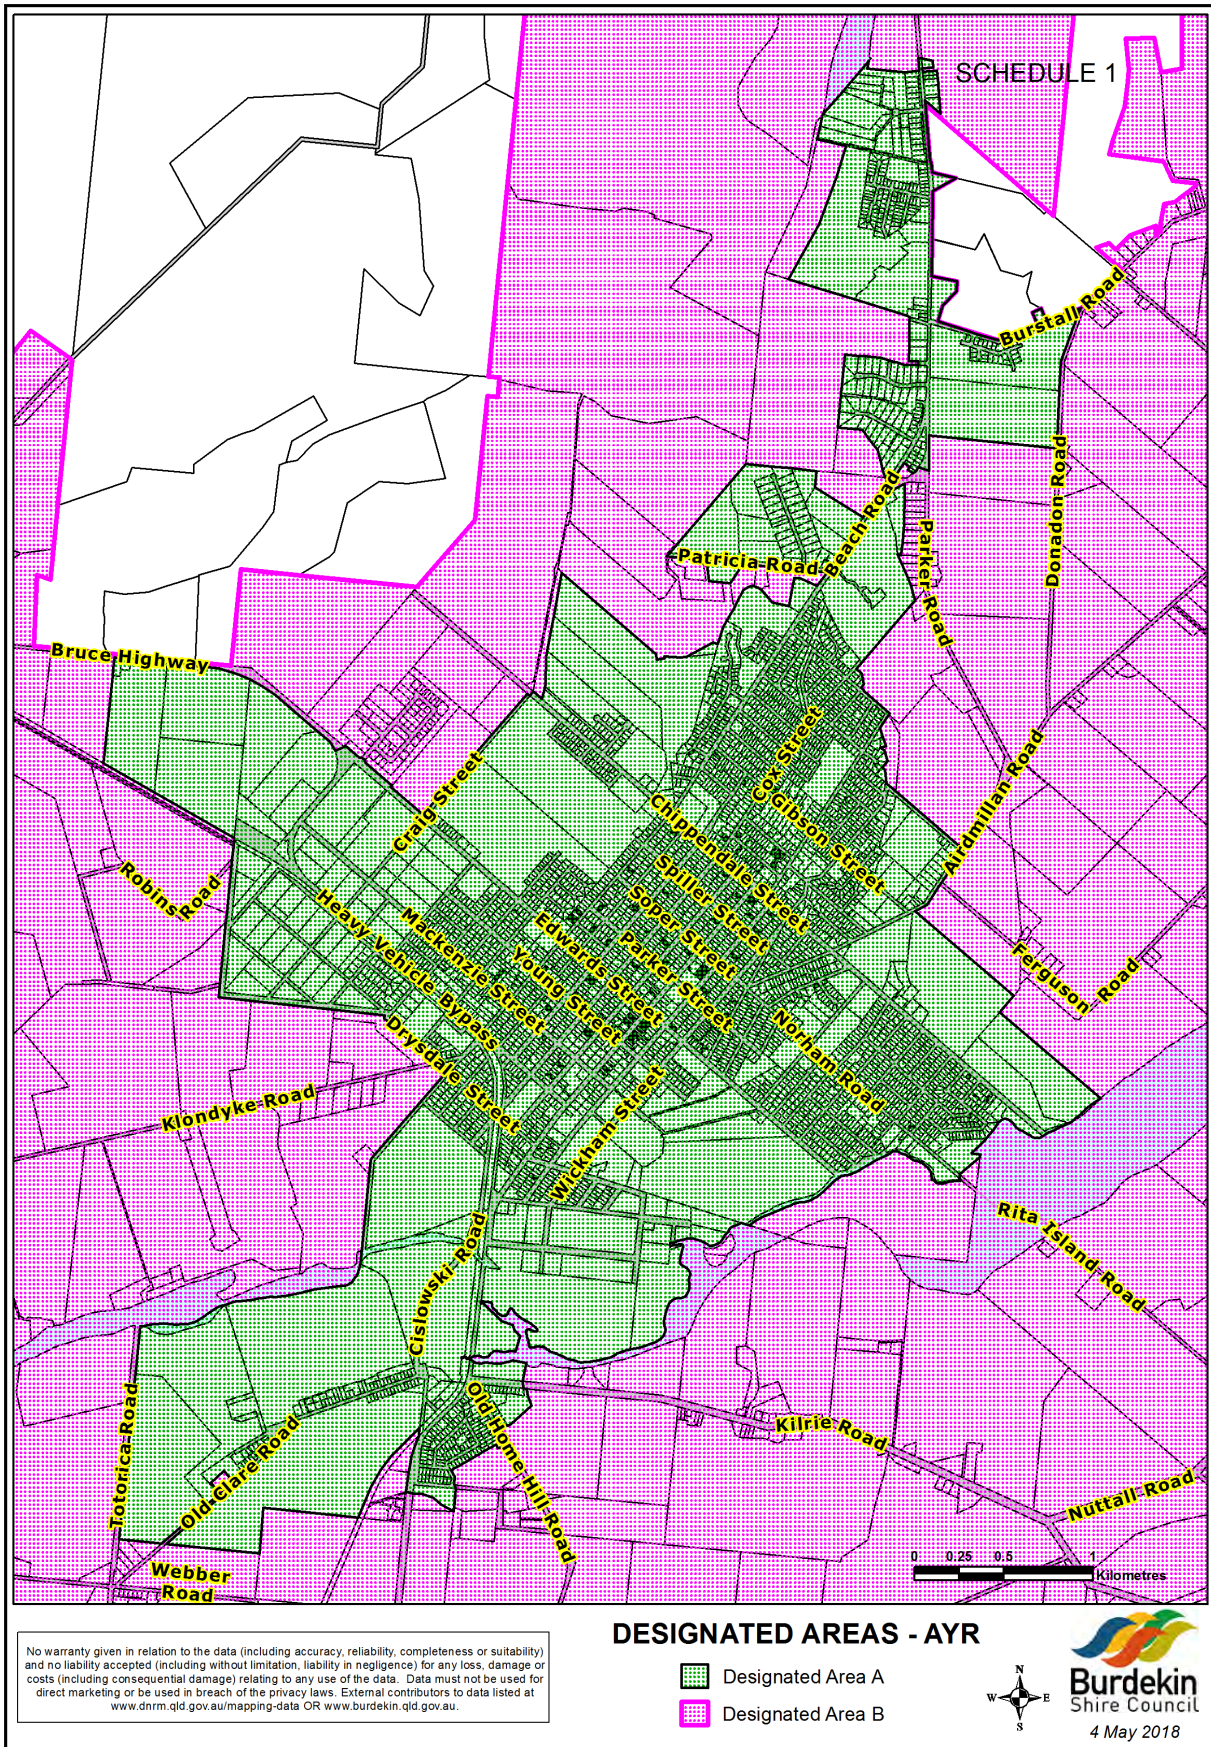 SCHEDULE 1
Burstall Road
Donadon Road
Beach Road
Parker Road
Patricia Road
Bruce Highway
Cox Street
Gibson Street
Airdmillan Road
Craig Street
Chippendale Street
Spiller Street
Soper Street
Parker Street
Edwards Street
Young Street
Mackenzie Street
Heavy Vehicle Bypass
Robins Road
Ferguson Road
Drysdale Street
Norham Road
Klondyke Road
Wickham Street
Rita Island Road
Cislowski Road
Totorica Road
Old Clare Road
Old Home Hill Road
Kilrie Road
Nuttall Road
Webber
Road
0 0.25 0.5 1
Kilometres
No warranty given in relation to the data (including accuracy, reliability, completeness or suitability)
and no liability accepted (including without limitation, liability in negligence) for any loss, damage or
costs (including consequential damage) relating to any use of the data. Data must not be used for
direct marketing or be used in breach of the privacy laws. External contributors to data listed at
www.dnrm.qld.gov.au/mapping-data OR www.burdekin.qld.gov.au.
DESIGNATED AREAS - AYR
Designated Area A
Designated Area B
N
W E
S
Burdekin
Shire Council
4 May 2018